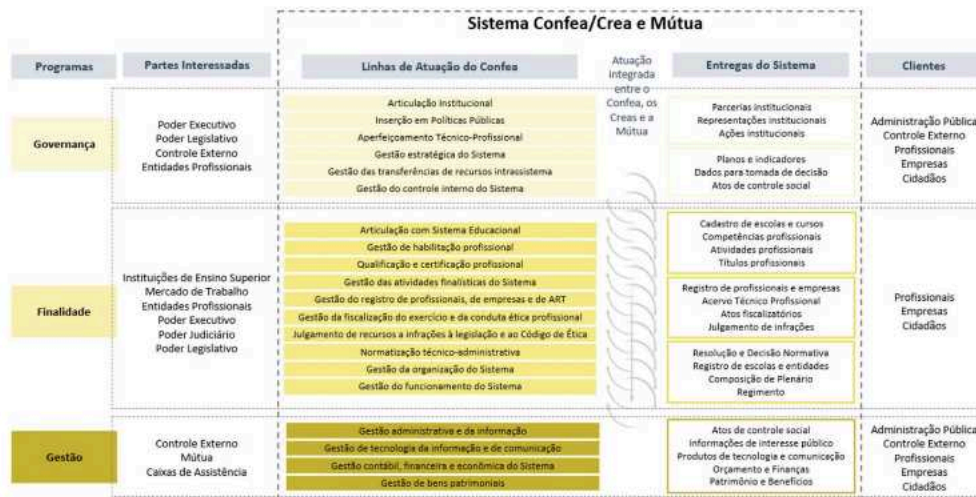 Sistema Confea/Crea e Mútua
Programas
Partes Interessadas
Linhas de Atuação do Confea
Atuação
integrada
entre o
Confea, os
Creas e a
Mútua
Entregas do Sistema
Clientes
Governança
Poder Executivo
Poder Legislativo
Controle Externo
Entidades Profissionais
Articulação Institucional
Inserção em Políticas Públicas
Aperfeiçoamento Técnico-Profissional
Gestão estratégica do Sistema
Gestão das transferências de recursos intrassistema
Gestão do controle interno do Sistema
Parcerias institucionais
Representações institucionais
Ações institucionais
Planos e indicadores
Dados para tomada de decisão
Atos de controle social
Administração Pública
Controle Externo
Profissionais
Empresas
Cidadãos
Finalidade
Instituições de Ensino Superior
Mercado de Trabalho
Entidades Profissionais
Poder Executivo
Poder Judiciário
Poder Legislativo
Articulação com Sistema Educacional
Gestão de habilitação profissional
Qualificação e certificação profissional
Gestão das atividades finalísticas do Sistema
Gestão do registro de profissionais, de empresas e de ART
Gestão da fiscalização do exercício e da conduta ética profissional
Julgamento de recursos a infrações à legislação e ao Código de Ética
Normatização técnico-administrativa
Gestão da organização do Sistema
Gestão do funcionamento do Sistema
Cadastro de escolas e cursos
Competências profissionais
Atividades profissionais
Títulos profissionais
Registro de profissionais e empresas
Acervo Técnico Profissional
Atos fiscalizatórios
Julgamento de infrações
Resolução e Decisão Normativa
Registro de escolas e entidades
Composição de Plenário
Regimento
Profissionais
Empresas
Cidadãos
Gestão
Controle Externo
Mútua
Caixas de Assistência
Gestão administrativa e da informação
Gestão de tecnologia da informação e de comunicação
Gestão contábil, financeira e econômica do Sistema
Gestão de bens patrimoniais
Atos de controle social
Informações de interesse público
Produtos de tecnologia e comunicação
Orçamento e Finanças
Patrimônio e Benefícios
Administração Pública
Controle Externo
Profissionais
Empresas
Cidadãos